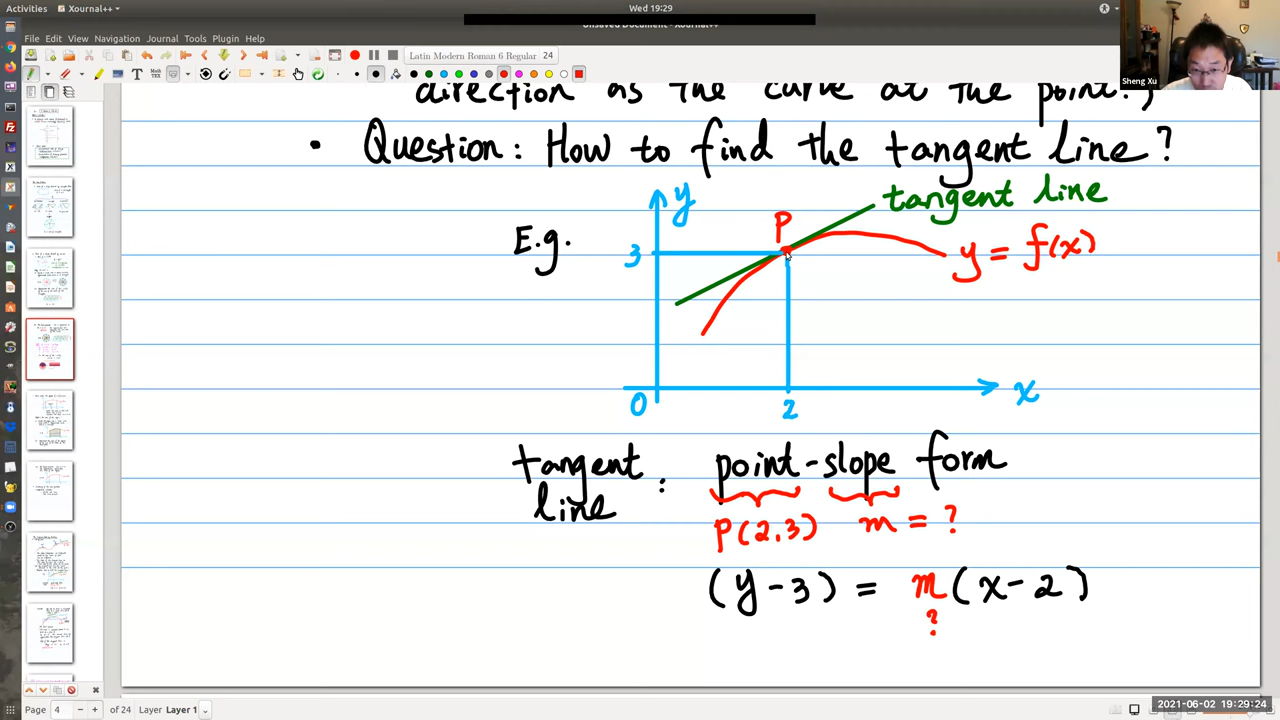 Activities
Xournal++
Wed 19:29
Unsaved Document - Xournal++
File Edit View Navigation Journal Tools Plugin Help
Latin Modern Roman 6 Regular 24
Sheng Xu
direction as the curve at the point.)
• Question: How to find the tangent line?
E.g.
y
3
P
tangent line
y = f(x)
0
2
x
tangent line : point-slope form
P(2,3) m = ?
(y-3) = m(x-2)
?
Page 4 of 24 Layer Layer 1
2021-06-02 19:29:24